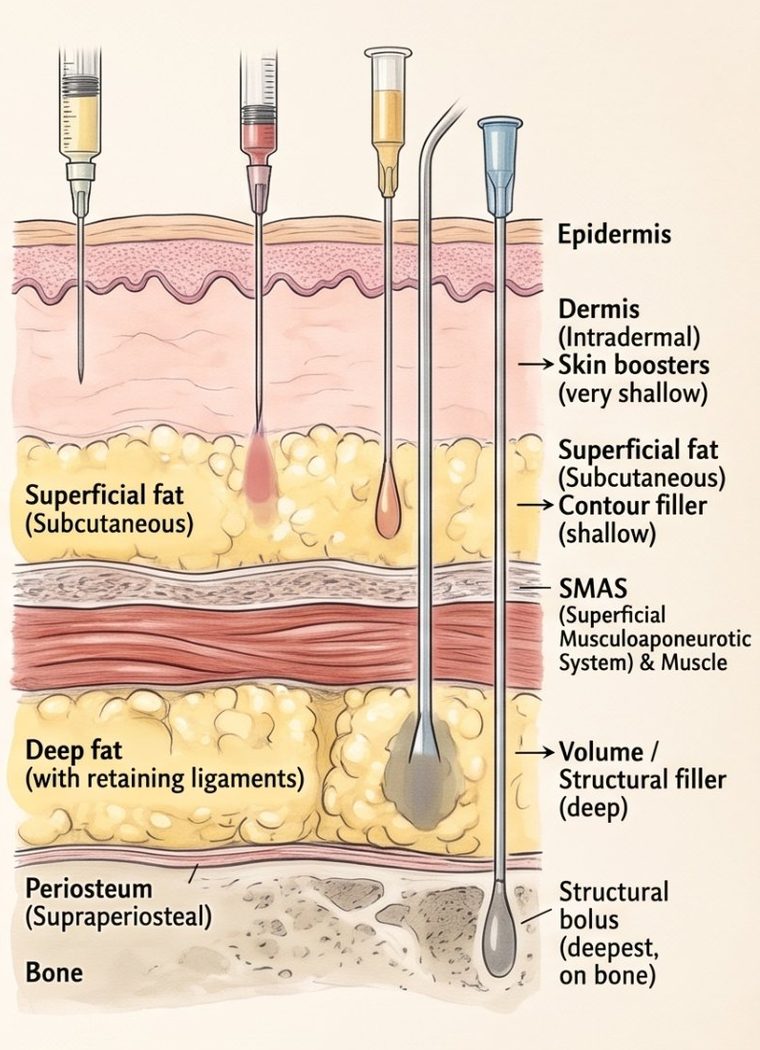 Epidermis
Dermis
(Intradermal)
Skin boosters
(very shallow)
Superficial fat
(Subcutaneous)
Contour filler
(shallow)
Superficial fat
(Subcutaneous)
SMAS
(Superficial
Musculoaponeurotic
System) & Muscle
Deep fat
(with retaining ligaments)
Volume /
Structural filler
(deep)
Periosteum
(Supraperiosteal)
Bone
Structural
bolus
(deepest,
on bone)